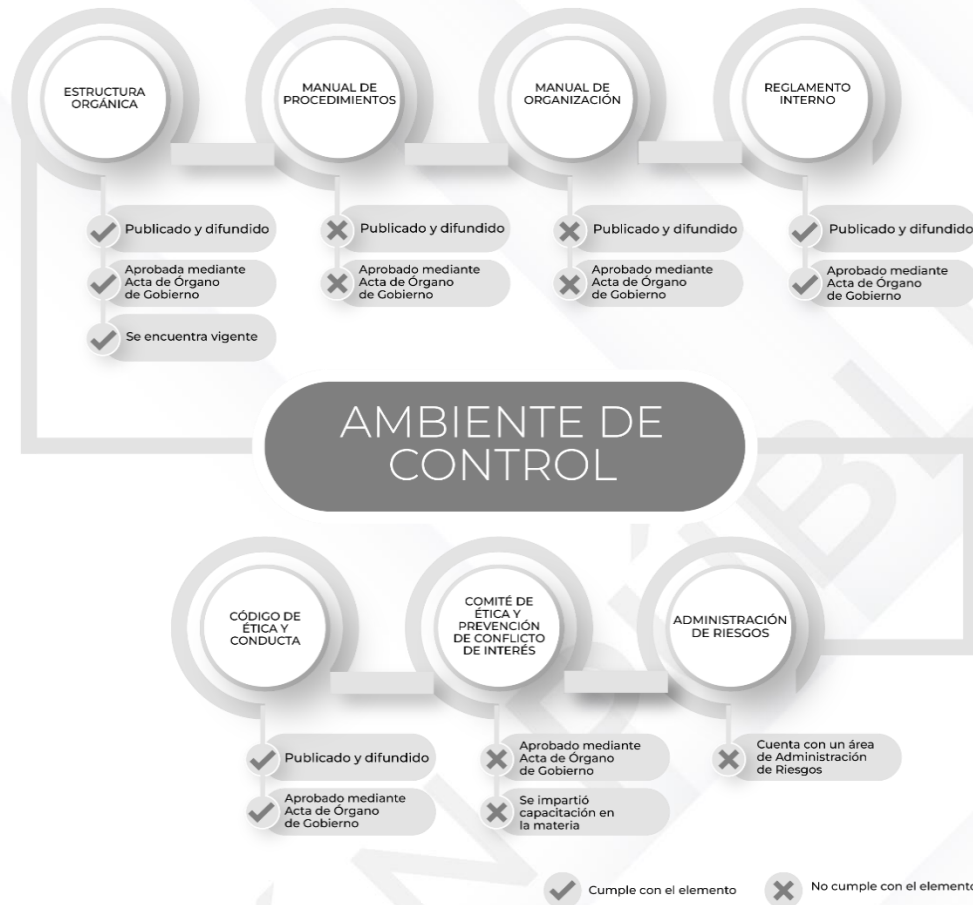 ESTRUCTURA
ORGÁNICA
Publicado y difundido
Aprobada mediante
Acta de Órgano
de Gobierno
Se encuentra vigente
MANUAL DE
PROCEDIMIENTOS
Publicado y difundido
Aprobado mediante
Acta de Órgano
de Gobierno
MANUAL DE
ORGANIZACIÓN
Publicado y difundido
Aprobado mediante
Acta de Órgano
de Gobierno
REGLAMENTO
INTERNO
Publicado y difundido
Aprobado mediante
Acta de Órgano
de Gobierno
AMBIENTE DE
CONTROL
CÓDIGO DE
ÉTICA Y
CONDUCTA
Publicado y difundido
Aprobado mediante
Acta de Órgano
de Gobierno
COMITÉ DE
ÉTICA Y
PREVENCIÓN
DE CONFLICTO
DE INTERÉS
Aprobado mediante
Acta de Órgano
de Gobierno
Se impartió
capacitación en
la materia
ADMINISTRACIÓN
DE RIESGOS
Cuenta con un área
de Administración
de Riesgos
Cumple con el elemento
No cumple con el elemento